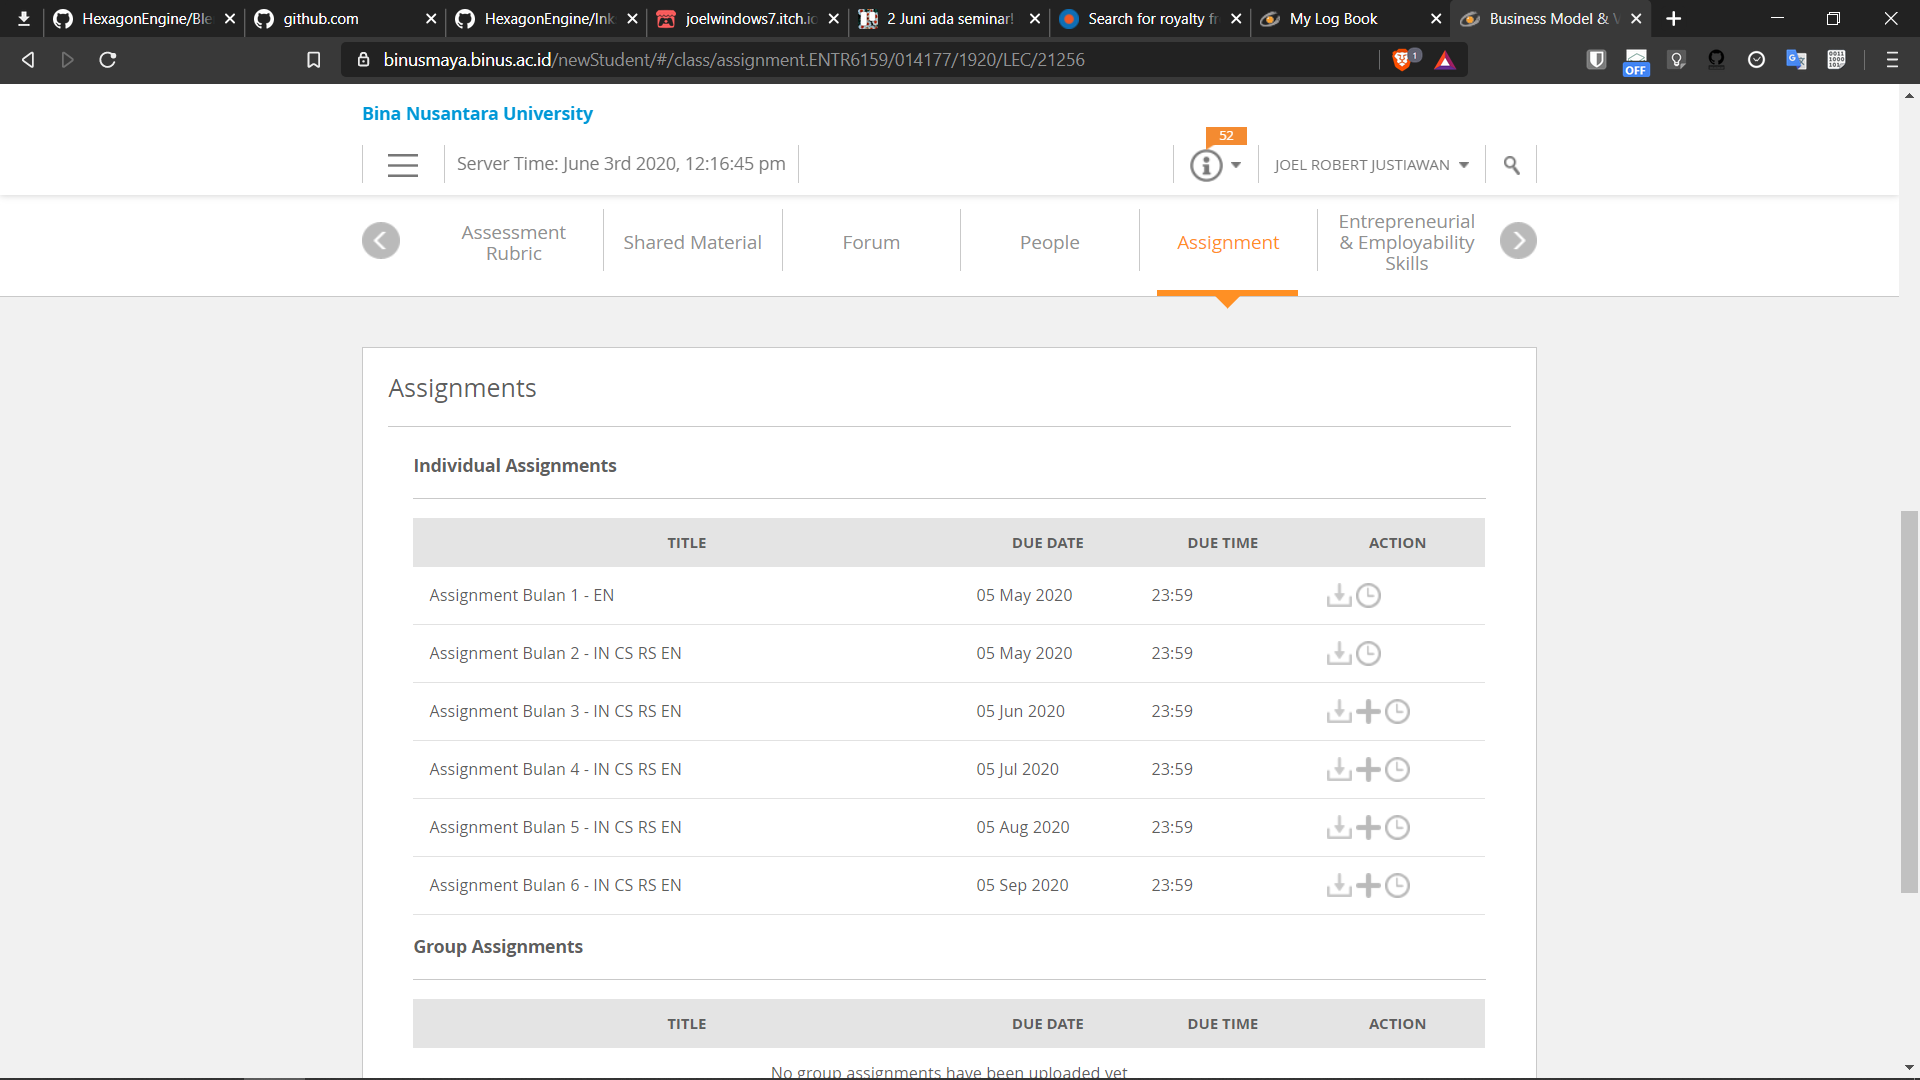 HexagonEngine/Ble
github.com
HexagonEngine/Ink
joelwindows7.itch.io
2 Juni ada seminar!
Search for royalty fr
My Log Book
Business Model & V
binusmaya.binus.ac.id/newStudent/#/class/assignment.ENTR6159/014177/1920/LEC/21256
1
OFF
Bina Nusantara University
Server Time: June 3rd 2020, 12:16:45 pm
52
JOEL ROBERT JUSTIAWAN
Assessment Rubric
Shared Material
Forum
People
Assignment
Entrepreneurial & Employability Skills
Assignments
Individual Assignments
TITLE DUE DATE DUE TIME ACTION
Assignment Bulan 1 - EN 05 May 2020 23:59
Assignment Bulan 2 - IN CS RS EN 05 May 2020 23:59
Assignment Bulan 3 - IN CS RS EN 05 Jun 2020 23:59
Assignment Bulan 4 - IN CS RS EN 05 Jul 2020 23:59
Assignment Bulan 5 - IN CS RS EN 05 Aug 2020 23:59
Assignment Bulan 6 - IN CS RS EN 05 Sep 2020 23:59
Group Assignments
TITLE DUE DATE DUE TIME ACTION
No group assignments have been uploaded yet